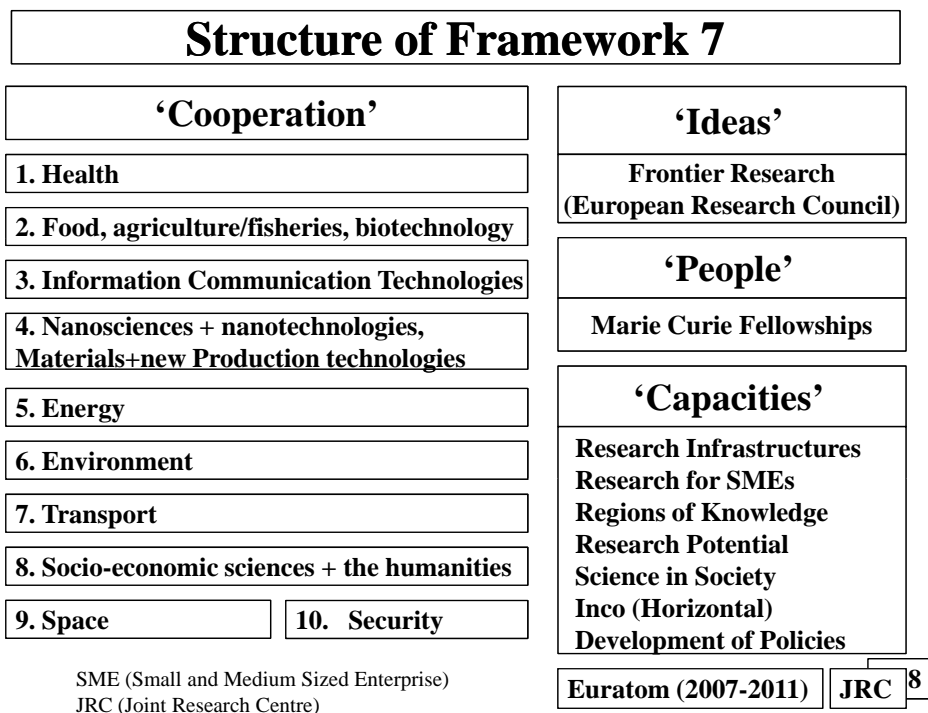 Structure of Framework 7
‘Cooperation’
1. Health
2. Food, agriculture/fisheries, biotechnology
3. Information Communication Technologies
4. Nanosciences + nanotechnologies,
Materials+new Production technologies
5. Energy
6. Environment
7. Transport
8. Socio-economic sciences + the humanities
9. Space
10. Security
SME (Small and Medium Sized Enterprise)
JRC (Joint Research Centre)
‘Ideas’
Frontier Research
(European Research Council)
‘People’
Marie Curie Fellowships
‘Capacities’
Research Infrastructures
Research for SMEs
Regions of Knowledge
Research Potential
Science in Society
Inco (Horizontal)
Development of Policies
Euratom (2007-2011)
JRC
8